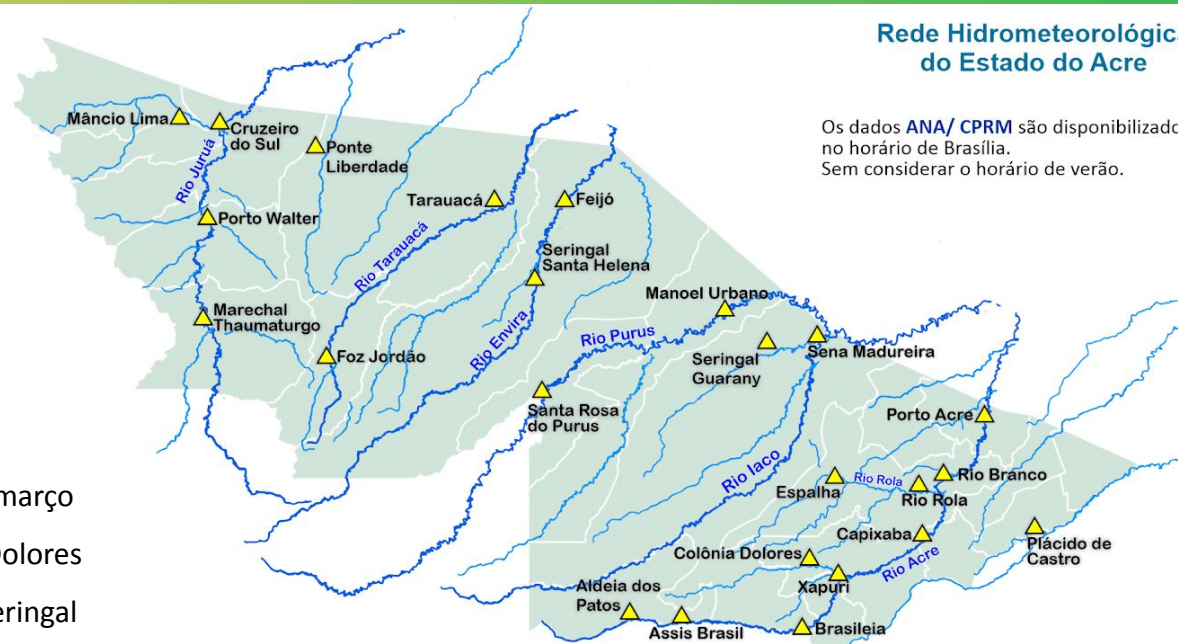 Rede Hidrometeorológica
do Estado do Acre
Os dados ANA/ CPRM são disponibilizado
no horário de Brasília.
Sem considerar o horário de verão.
Mâncio Lima
Cruzeiro
do Sul
Ponte
Liberdade
Rio Juruá
Porto Walter
Tarauacá
Feijó
Rio Tarauacá
Seringal
Santa Helena
Marechal
Thaumaturgo
Foz Jordão
Rio Envira
Manoel Urbano
Rio Purus
Seringal
Guarany
Sena Madureira
Santa Rosa
do Purus
Porto Acre
Rio Iaco
Espalha
Rio Rola
Rio Rola
Rio Branco
Capixaba
Plácido de
Castro
Colônia Dolores
Rio Acre
Xapuri
Aldeia dos
Patos
Assis Brasil
Brasileia
março
Dolores
eringal